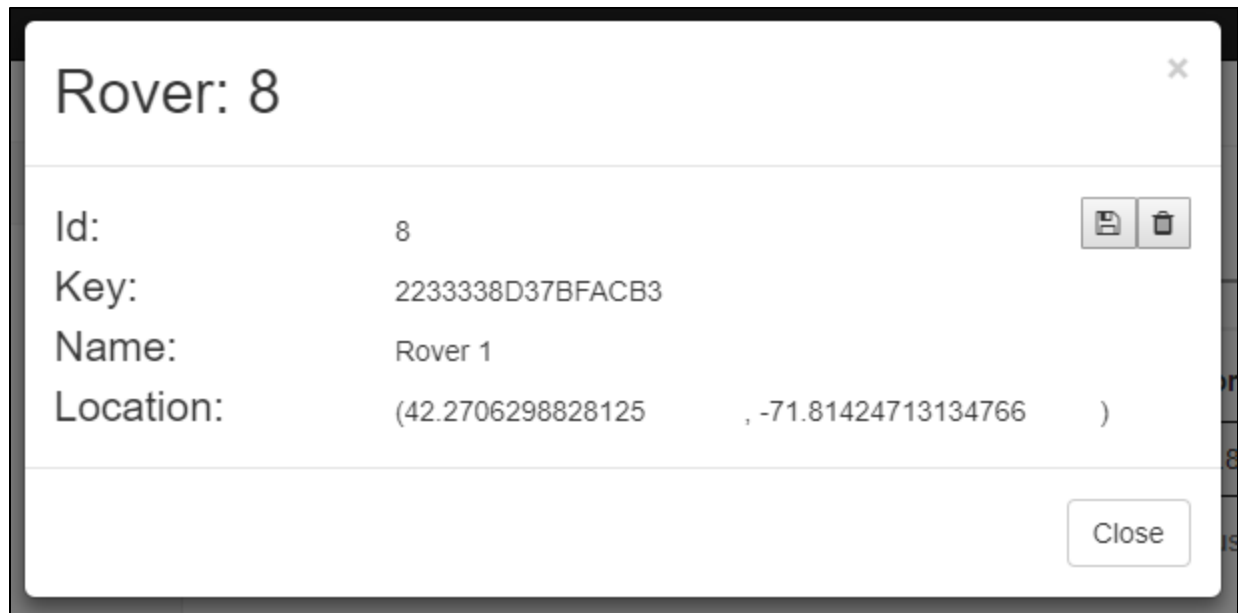 Rover: 8
×
Id: 8
Key: 2233338D37BFACB3
Name: Rover 1
Location: (42.2706298828125 , -71.81424713134766 )
Close